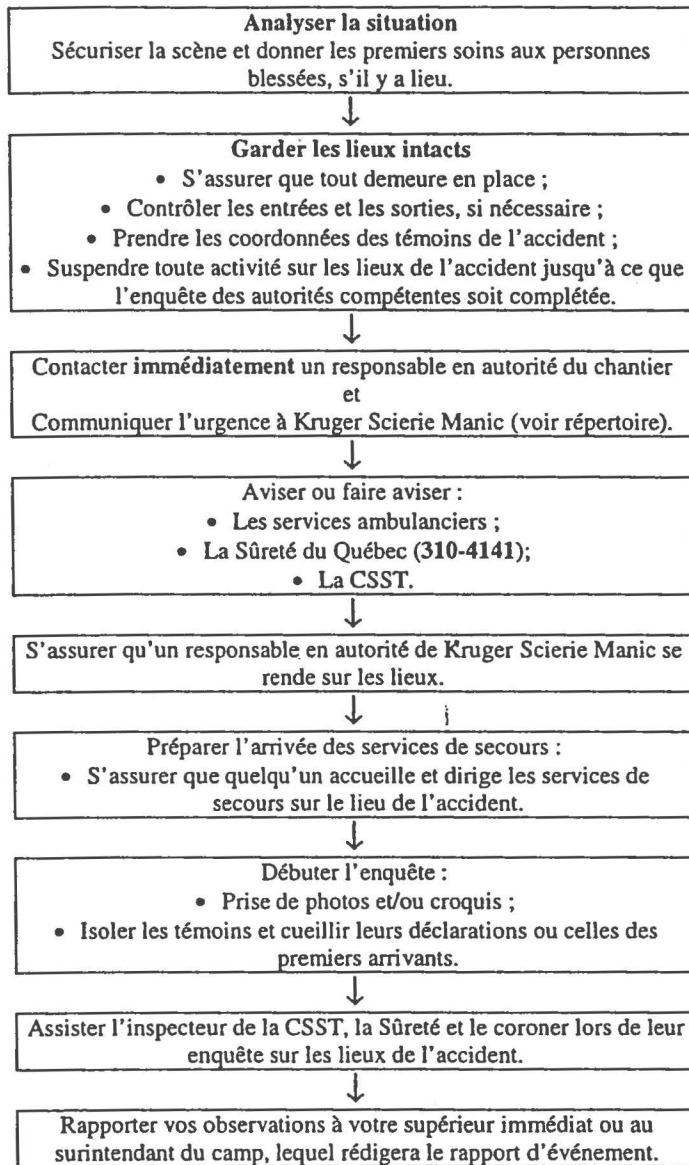 Analyser la situation
Sécuriser la scène et donner les premiers soins aux personnes
blessées, s'il y a lieu.
↓
Garder les lieux intacts
• S'assurer que tout demeure en place ;
• Contrôler les entrées et les sorties, si nécessaire ;
• Prendre les coordonnées des témoins de l'accident ;
• Suspendre toute activité sur les lieux de l'accident jusqu'à ce que
l'enquête des autorités compétentes soit complétée.
↓
Contacter immédiatement un responsable en autorité du chantier
et
Communiquer l'urgence à Kruger Scierie Manic (voir répertoire).
↓
Aviser ou faire aviser :
• Les services ambulanciers ;
• La Sûreté du Québec (310-4141);
• La CSST.
↓
S'assurer qu'un responsable en autorité de Kruger Scierie Manic se
rende sur les lieux.
↓
Préparer l'arrivée des services de secours :
• S'assurer que quelqu'un accueille et dirige les services de
secours sur le lieu de l'accident.
↓
Débuter l'enquête :
• Prise de photos et/ou croquis ;
• Isoler les témoins et cueillir leurs déclarations ou celles des
premiers arrivants.
↓
Assister l'inspecteur de la CSST, la Sûreté et le coroner lors de leur
enquête sur les lieux de l'accident.
↓
Rapporter vos observations à votre supérieur immédiat ou au
surintendant du camp, lequel rédigera le rapport d'événement.